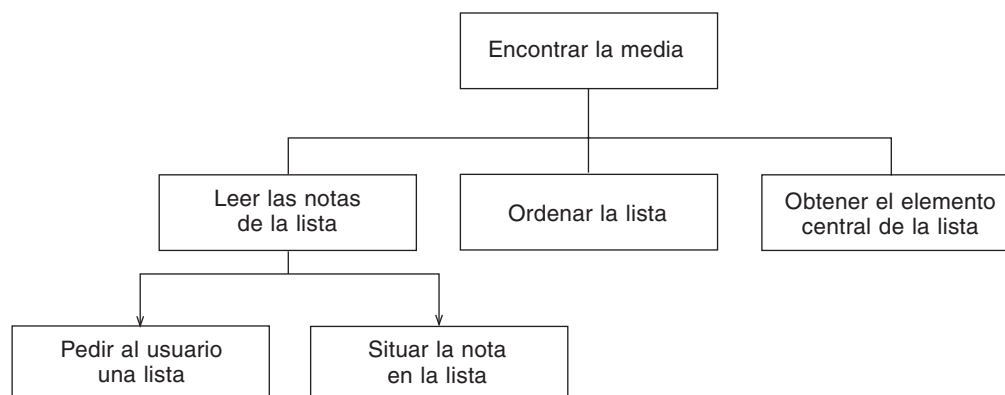 Encontrar la media
Leer las notas
de la lista
Ordenar la lista
Obtener el elemento
central de la lista
Pedir al usuario
una lista
Situar la nota
en la lista